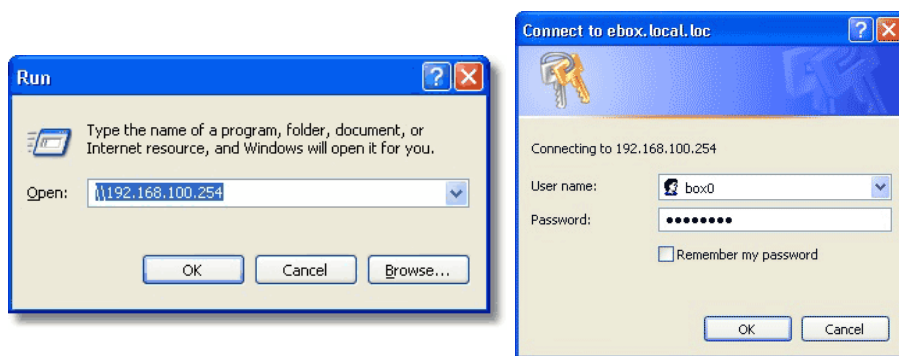 Run
Type the name of a program, folder, document, or
Internet resource, and Windows will open it for you.
Open: \\192.168.100.254
OK Cancel Browse...
Connect to ebox.local.loc
Connecting to 192.168.100.254
User name: box0
Password: ••••••••
Remember my password
OK Cancel